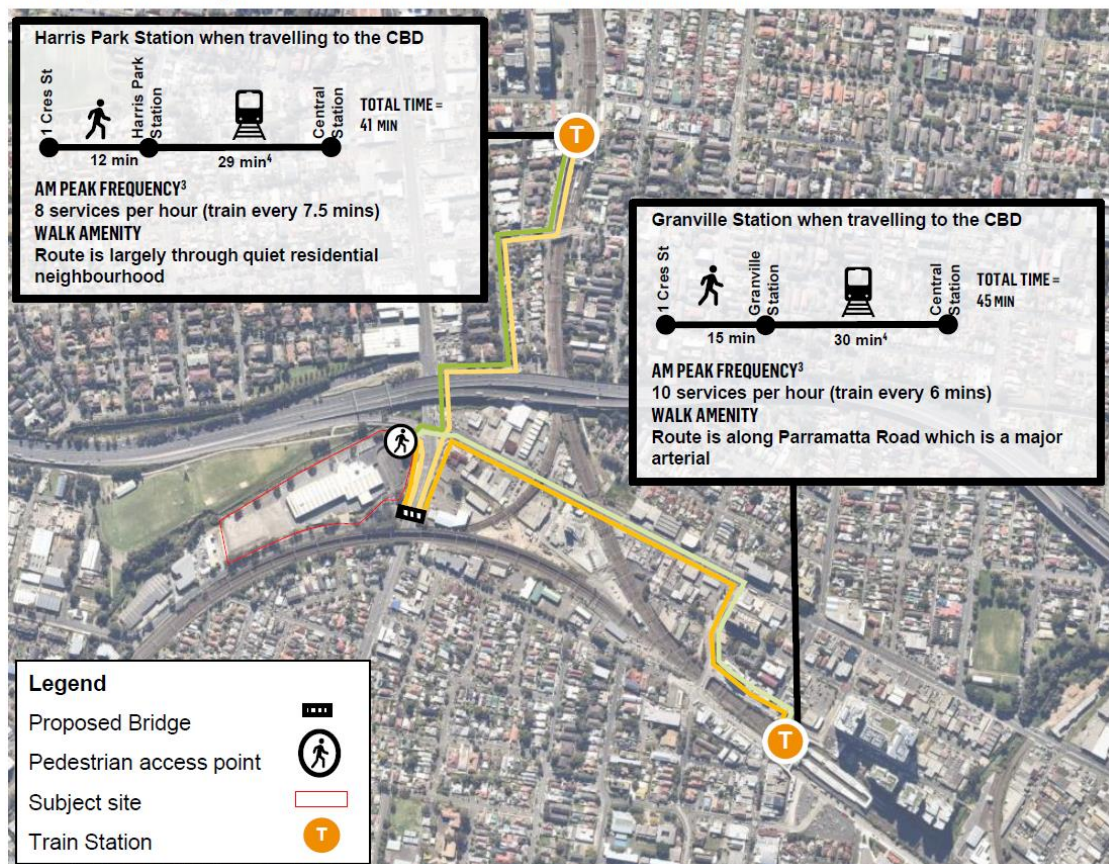 Harris Park Station when travelling to the CBD
1 Cres St
Harris Park
Station
Central
Station
TOTAL TIME =
41 MIN
12 min
29 min⁴
AM PEAK FREQUENCY³
8 services per hour (train every 7.5 mins)
WALK AMENITY
Route is largely through quiet residential
neighbourhood
T
Granville Station when travelling to the CBD
1 Cres St
Granville
Station
Central
Station
TOTAL TIME =
45 MIN
15 min
30 min⁴
AM PEAK FREQUENCY³
10 services per hour (train every 6 mins)
WALK AMENITY
Route is along Parramatta Road which is a major
arterial
T
Legend
Proposed Bridge
Pedestrian access point
Subject site
Train Station
T